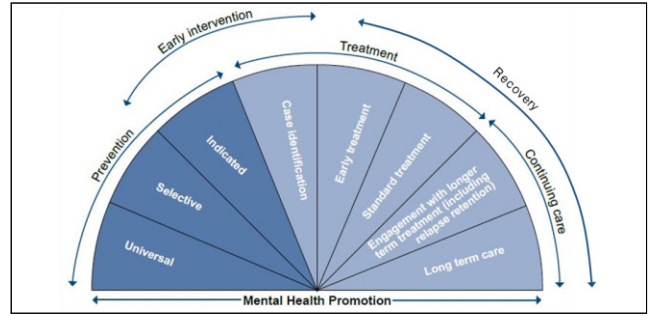 Early intervention
Treatment
Recovery
Prevention
Continuing care
Universal
Selective
Indicated
Case identification
Early treatment
Standard treatment
Engagement with longer
term treatment (including
relapse retention)
Long term care
Mental Health Promotion